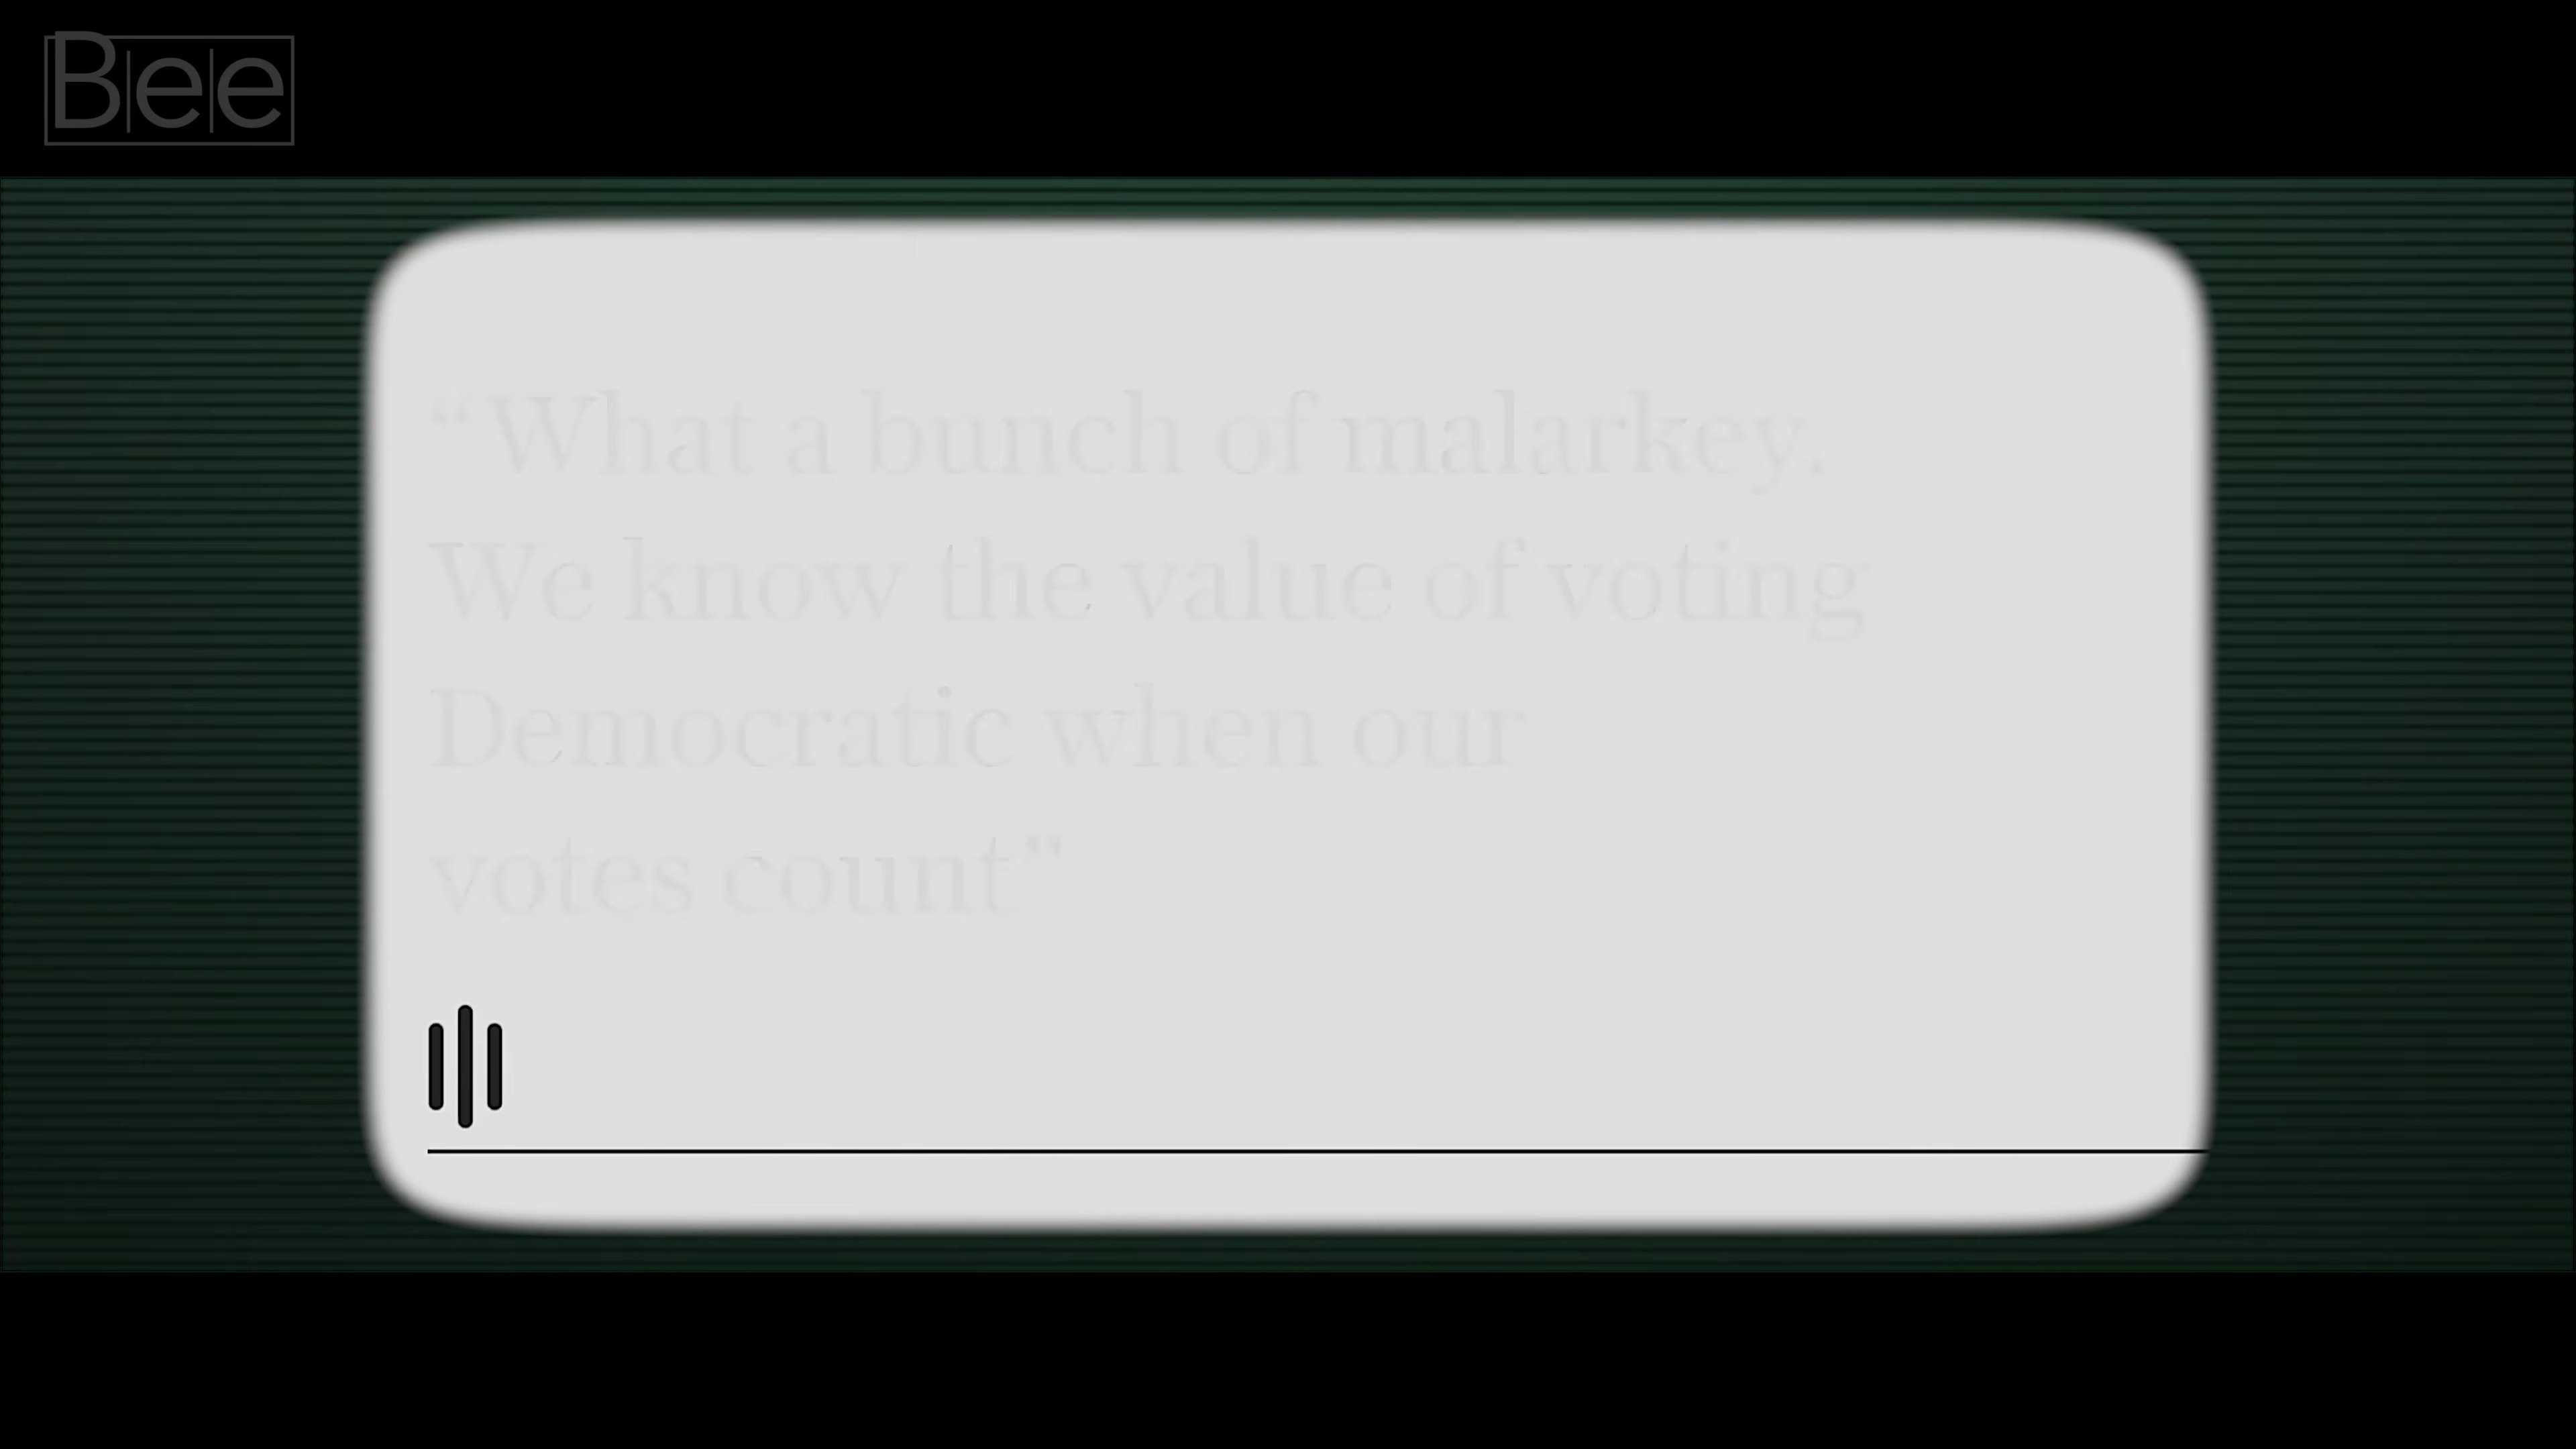 Bee
“What a bunch of malarkey.
We know the value of voting
Democratic when our
votes count”